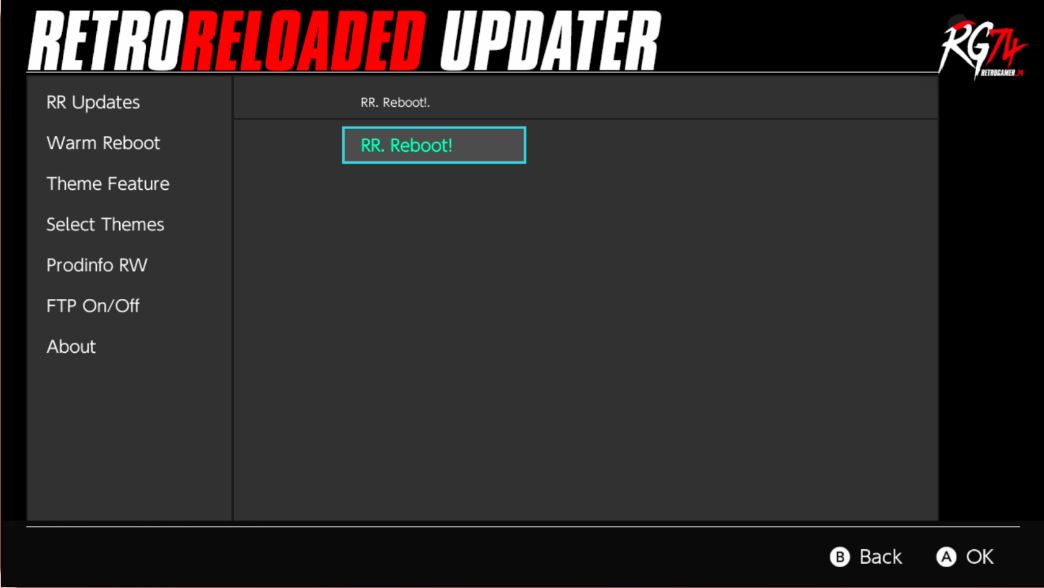 RETRORELOADED UPDATER
RG74
RETROGAMER_74
RR Updates
RR. Reboot!.
Warm Reboot
RR. Reboot!
Theme Feature
Select Themes
Prodinfo RW
FTP On/Off
About
B Back
A OK